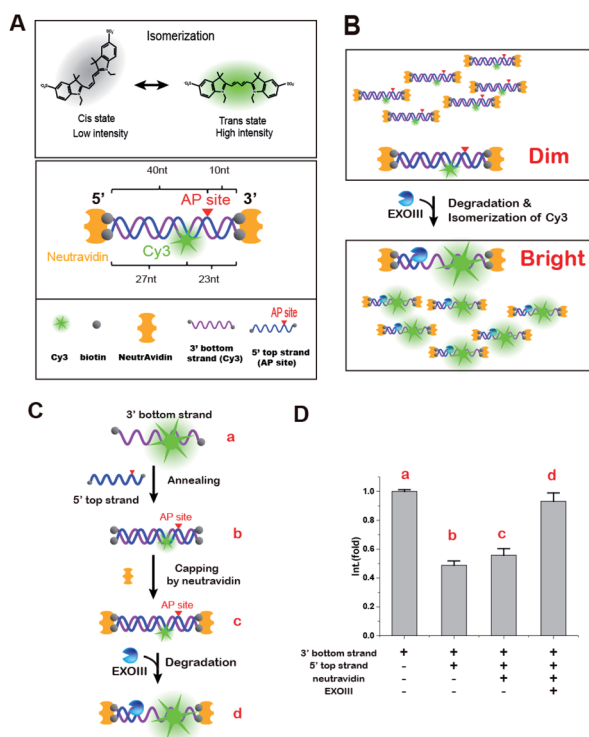 A
Isomerization
SO₃
O₃S
O₃S
SO₃
Cis state
Low intensity
Trans state
High intensity
40nt
10nt
5’
AP site
3’
Cy3
Neutravidin
27nt
23nt
AP site
Cy3
biotin
NeutrAvidin
3’ bottom
strand (Cy3)
5’ top strand
(AP site)
B
Dim
EXOIII
Degradation &
Isomerization of Cy3
Bright
C
3’ bottom strand
a
Annealing
5’ top strand
AP site
b
Capping
by neutravidin
AP site
c
EXOIII
Degradation
d
D
Int.(fold)
1.0
0.8
0.6
0.4
0.2
0.0
a
b
c
d
3’ bottom strand + + + +
5’ top strand - + + +
neutravidin - - + +
EXOIII - - - +